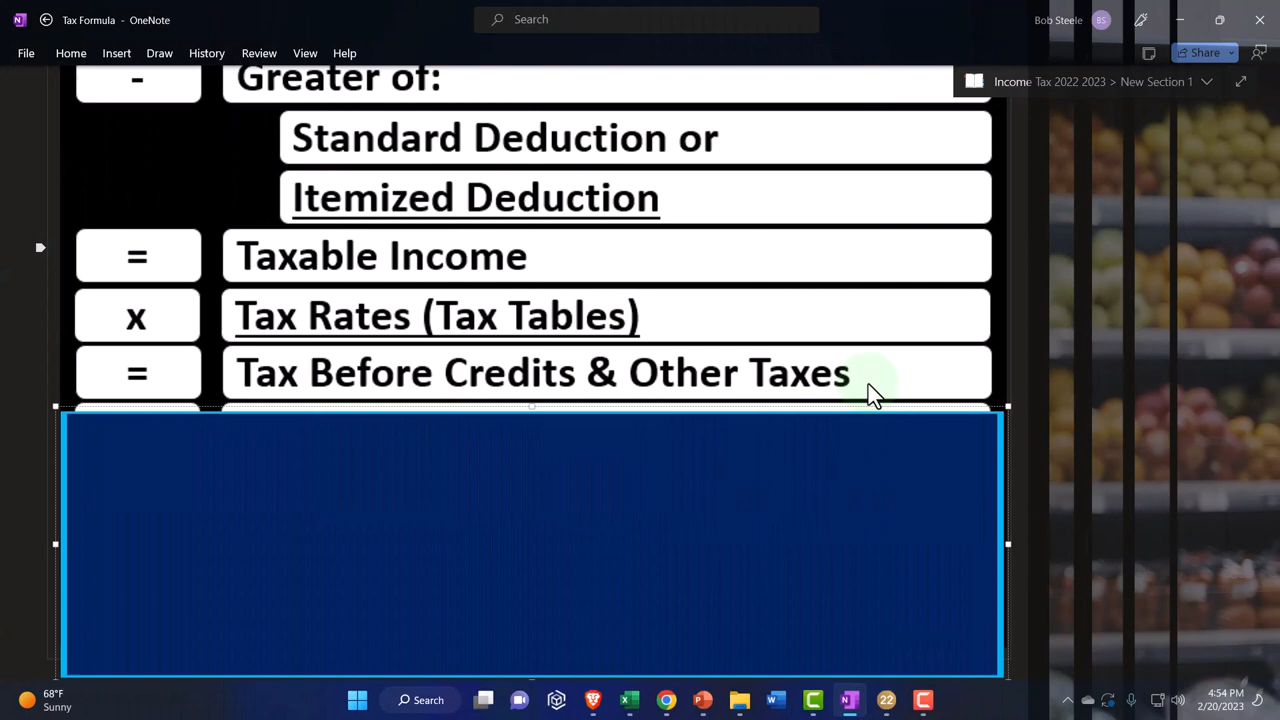 Tax Formula - OneNote
Search
Bob Steele
BS
File Home Insert Draw History Review View Help
Share
Income Tax 2022 2023 > New Section 1
- Greater of:
Standard Deduction or
Itemized Deduction
= Taxable Income
x Tax Rates (Tax Tables)
= Tax Before Credits & Other Taxes
68°F
Sunny
Search
22
4:54 PM
2/20/2023